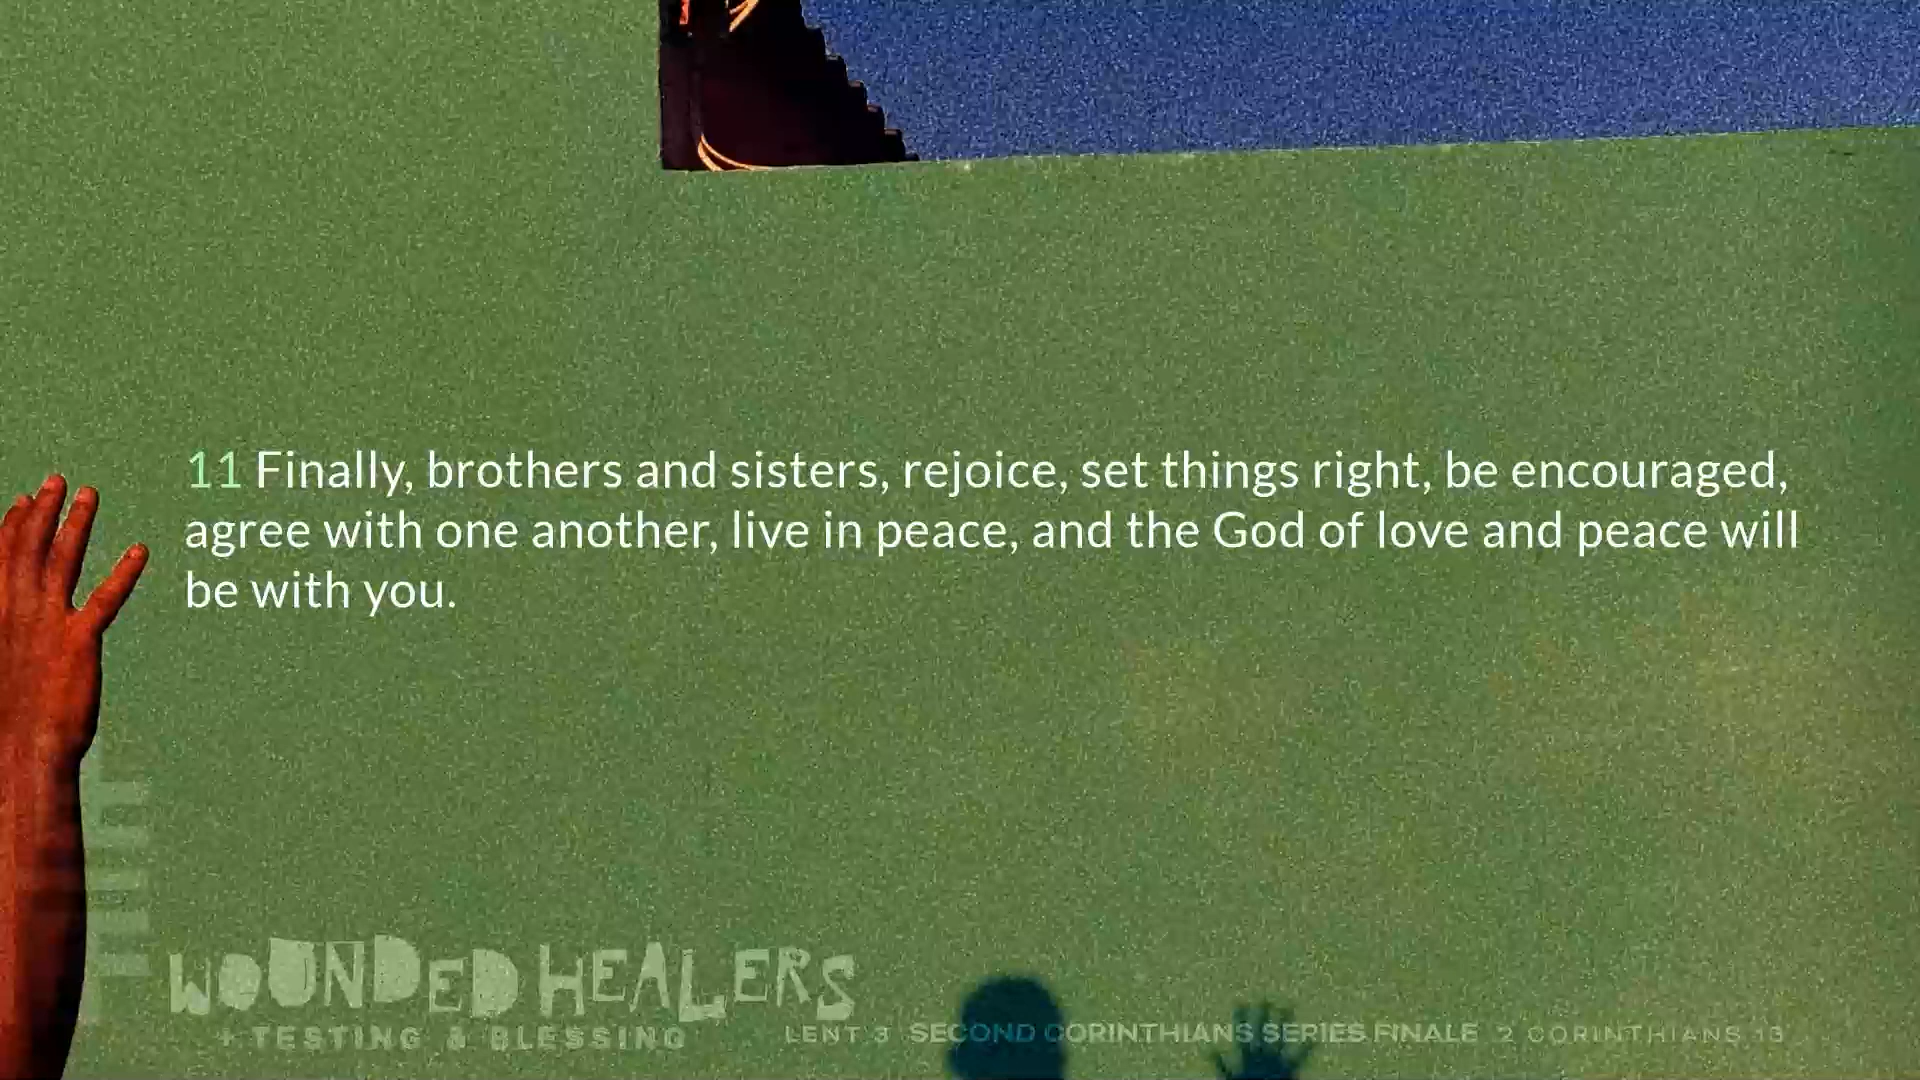 11 Finally, brothers and sisters, rejoice, set things right, be encouraged,
agree with one another, live in peace, and the God of love and peace will
be with you.
WOUNDED HEALERS
+ TESTING & BLESSING
LENT 3 SECOND CORINTHIANS SERIES FINALE 2 CORINTHIANS 13